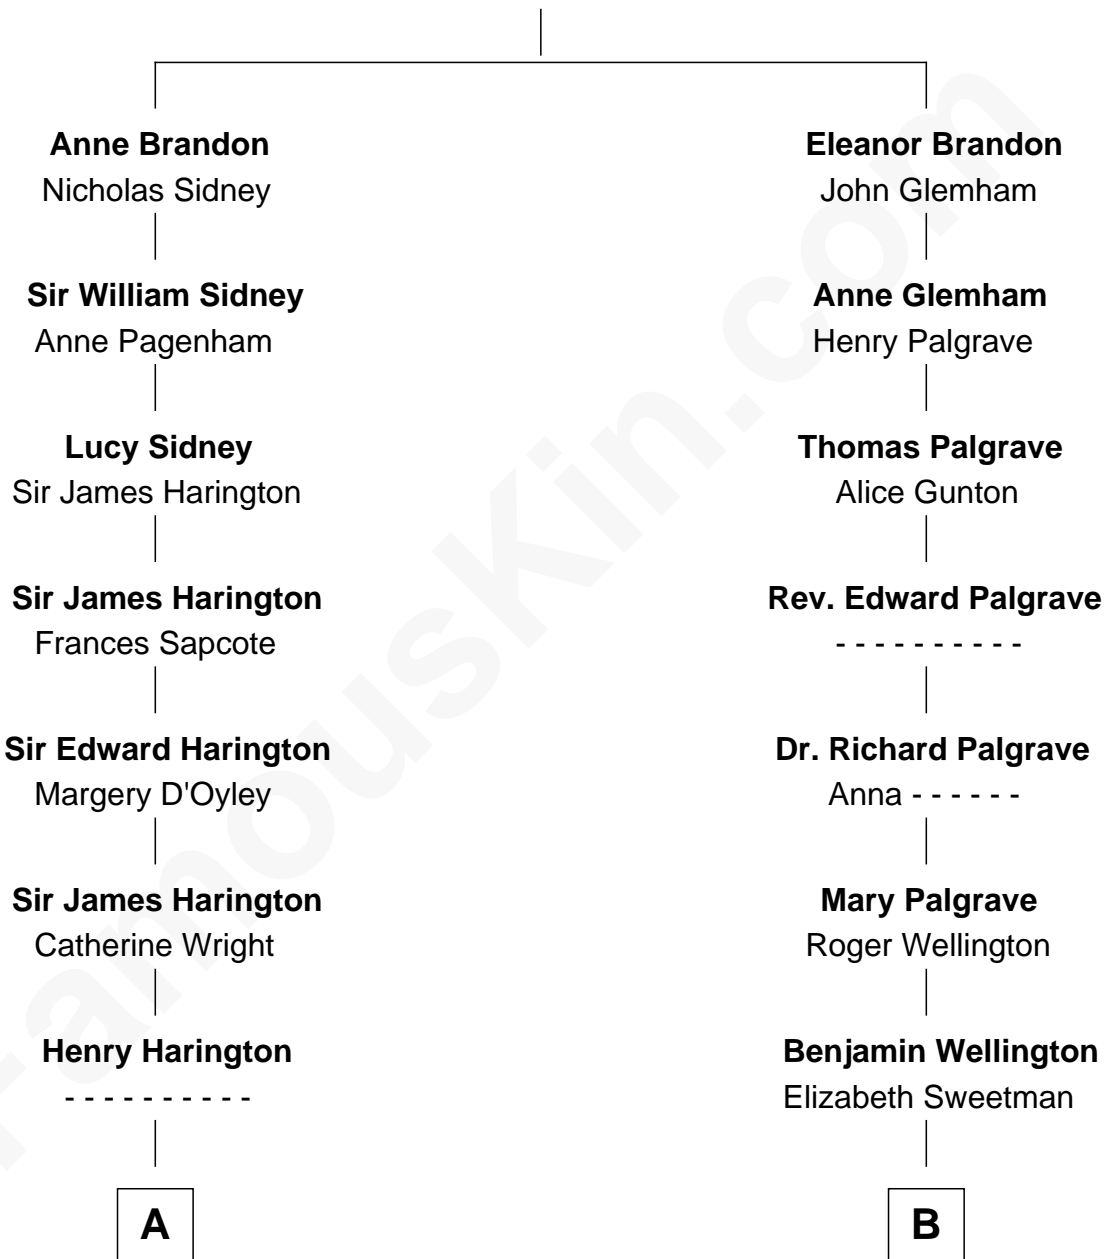 Anne Brandon
Nicholas Sidney
Eleanor Brandon
John Glemham
Sir William Sidney
Anne Pagenham
Anne Glemham
Henry Palgrave
Lucy Sidney
Sir James Harington
Thomas Palgrave
Alice Gunton
Sir James Harington
Frances Sapcote
Rev. Edward Palgrave
- - - - - - - - - -
Sir Edward Harington
Margery D'Oyley
Dr. Richard Palgrave
Anna - - - - - -
Sir James Harington
Catherine Wright
Mary Palgrave
Roger Wellington
Henry Harington
- - - - - - - - - -
Benjamin Wellington
Elizabeth Sweetman
A
B
FamousKin.com